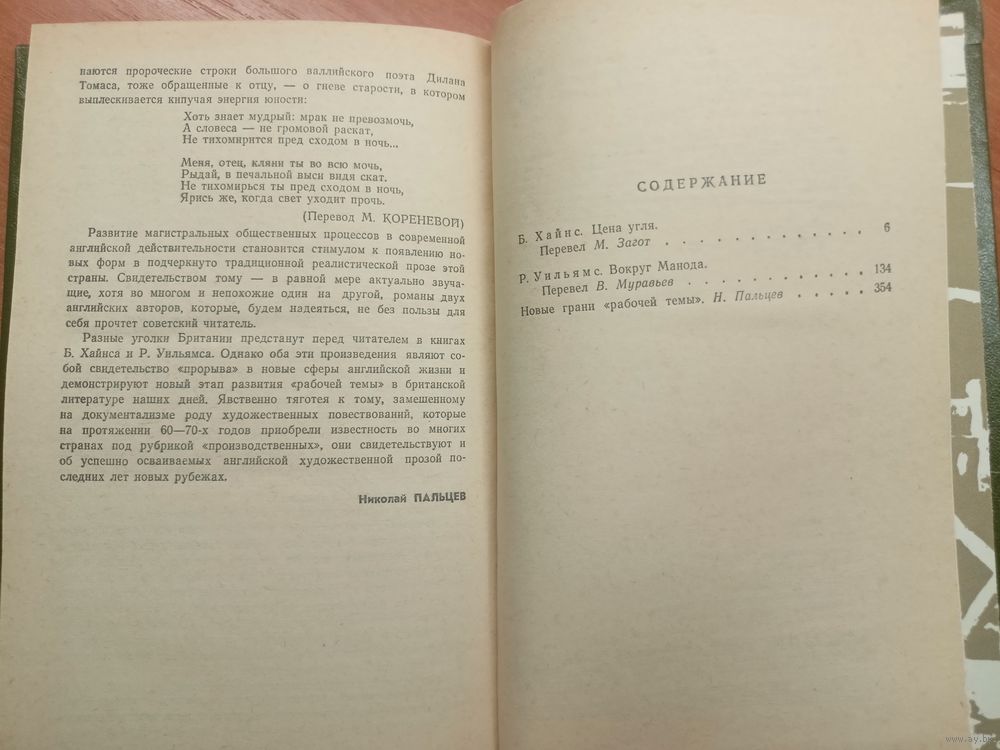 наются пророческие строки большого валлийского поэта Дилана
Томаса, тоже обращенные к отцу, — о гневе старости, в котором
выплескивается кипучая энергия юности:
Хоть знает мудрый: мрак не превозмочь,
А словеса — не громовой раскат,
Не тихомирится пред сходом в ночь...
Меня, отец, кляни ты во всю мочь,
Рыдай, в печальной выси видя скат.
Не тихомирься ты пред сходом в ночь,
Ярись же, когда свет уходит прочь.
(Перевод М. КОРЕНЕВОЙ)
Развитие магистральных общественных процессов в современной
английской действительности становится стимулом к появлению но-
вых форм в подчеркнуто традиционной реалистической прозе этой
страны. Свидетельством тому — в равной мере актуально звуча-
щие, хотя во многом и непохожие один на другой, романы двух
английских авторов, которые, будем надеяться, не без пользы для
себя прочтет советский читатель.
Разные уголки Британии предстанут перед читателем в книгах
Б. Хайнса и Р. Уильямса. Однако оба эти произведения являют со-
бой свидетельство «прорыва» в новые сферы английской жизни и
демонстрируют новый этап развития «рабочей темы» в британской
литературе наших дней. Явственно тяготея к тому, замешенному
на документализме роду художественных повествований, которые
на протяжении 60—70-х годов приобрели известность во многих
странах под рубрикой «производственных», они свидетельствуют и
об успешно осваиваемых английской художественной прозой по-
следних лет новых рубежах.
Николай ПАЛЬЦЕВ
СОДЕРЖАНИЕ
Б. Хайнс. Цена угля.
Перевел М. Загот . . . . . . . . . . . . . 6
Р. Уильямс. Вокруг Манода.
Перевел В. Муравьев . . . . . . . . . . . 134
Новые грани «рабочей темы». Н. Пальцев . . . . . 354
www.ay.by